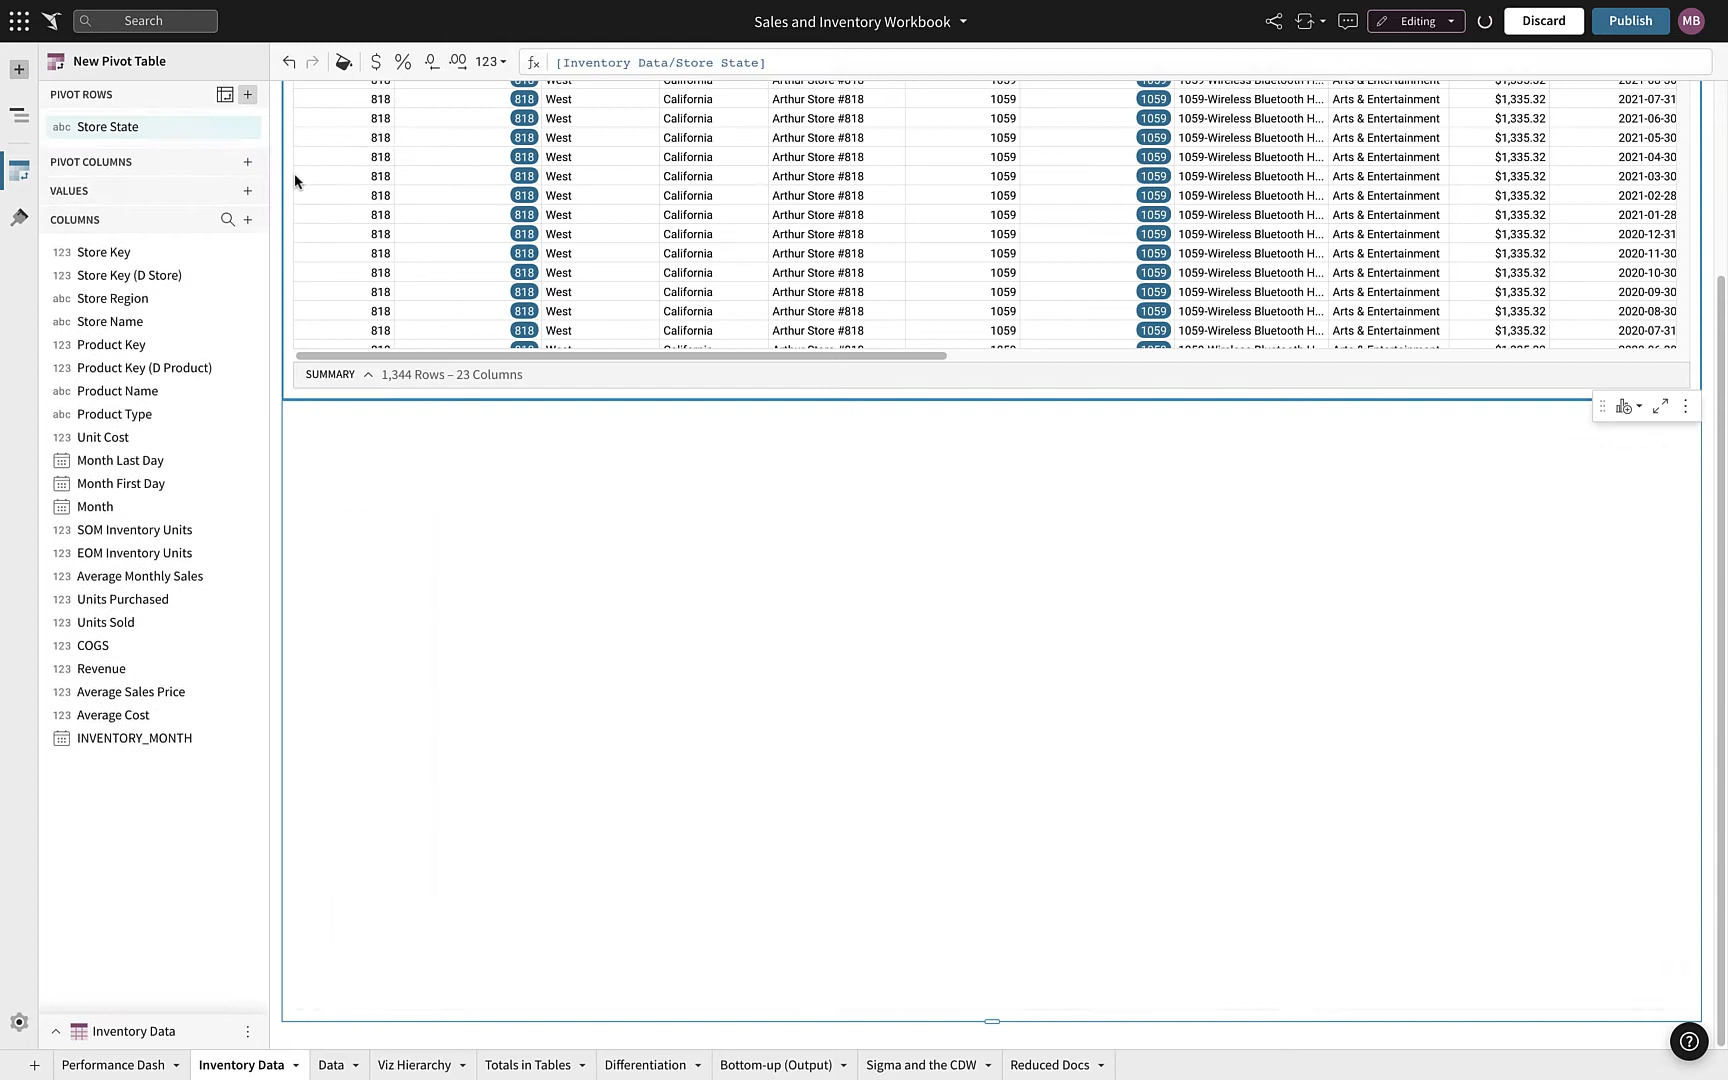 Search
Sales and Inventory Workbook
Editing
Discard
Publish
MB
New Pivot Table
$ % .0 .00 123
fx [Inventory Data/Store State]
PIVOT ROWS
abc Store State
PIVOT COLUMNS
VALUES
COLUMNS
123 Store Key
123 Store Key (D Store)
abc Store Region
abc Store Name
123 Product Key
123 Product Key (D Product)
abc Product Name
abc Product Type
123 Unit Cost
Month Last Day
Month First Day
Month
123 SOM Inventory Units
123 EOM Inventory Units
123 Average Monthly Sales
123 Units Purchased
123 Units Sold
123 COGS
123 Revenue
123 Average Sales Price
123 Average Cost
INVENTORY_MONTH
Inventory Data
818 818 West California Arthur Store #818 1059 1059 1059-Wireless Bluetooth H... Arts & Entertainment $1,335.32 2021-07-31
818 818 West California Arthur Store #818 1059 1059 1059-Wireless Bluetooth H... Arts & Entertainment $1,335.32 2021-06-30
818 818 West California Arthur Store #818 1059 1059 1059-Wireless Bluetooth H... Arts & Entertainment $1,335.32 2021-05-30
818 818 West California Arthur Store #818 1059 1059 1059-Wireless Bluetooth H... Arts & Entertainment $1,335.32 2021-04-30
818 818 West California Arthur Store #818 1059 1059 1059-Wireless Bluetooth H... Arts & Entertainment $1,335.32 2021-03-30
818 818 West California Arthur Store #818 1059 1059 1059-Wireless Bluetooth H... Arts & Entertainment $1,335.32 2021-02-28
818 818 West California Arthur Store #818 1059 1059 1059-Wireless Bluetooth H... Arts & Entertainment $1,335.32 2021-01-28
818 818 West California Arthur Store #818 1059 1059 1059-Wireless Bluetooth H... Arts & Entertainment $1,335.32 2020-12-31
818 818 West California Arthur Store #818 1059 1059 1059-Wireless Bluetooth H... Arts & Entertainment $1,335.32 2020-11-30
818 818 West California Arthur Store #818 1059 1059 1059-Wireless Bluetooth H... Arts & Entertainment $1,335.32 2020-10-30
818 818 West California Arthur Store #818 1059 1059 1059-Wireless Bluetooth H... Arts & Entertainment $1,335.32 2020-09-30
818 818 West California Arthur Store #818 1059 1059 1059-Wireless Bluetooth H... Arts & Entertainment $1,335.32 2020-08-30
818 818 West California Arthur Store #818 1059 1059 1059-Wireless Bluetooth H... Arts & Entertainment $1,335.32 2020-07-31
SUMMARY 1,344 Rows – 23 Columns
Performance Dash
Inventory Data
Data
Viz Hierarchy
Totals in Tables
Differentiation
Bottom-up (Output)
Sigma and the CDW
Reduced Docs